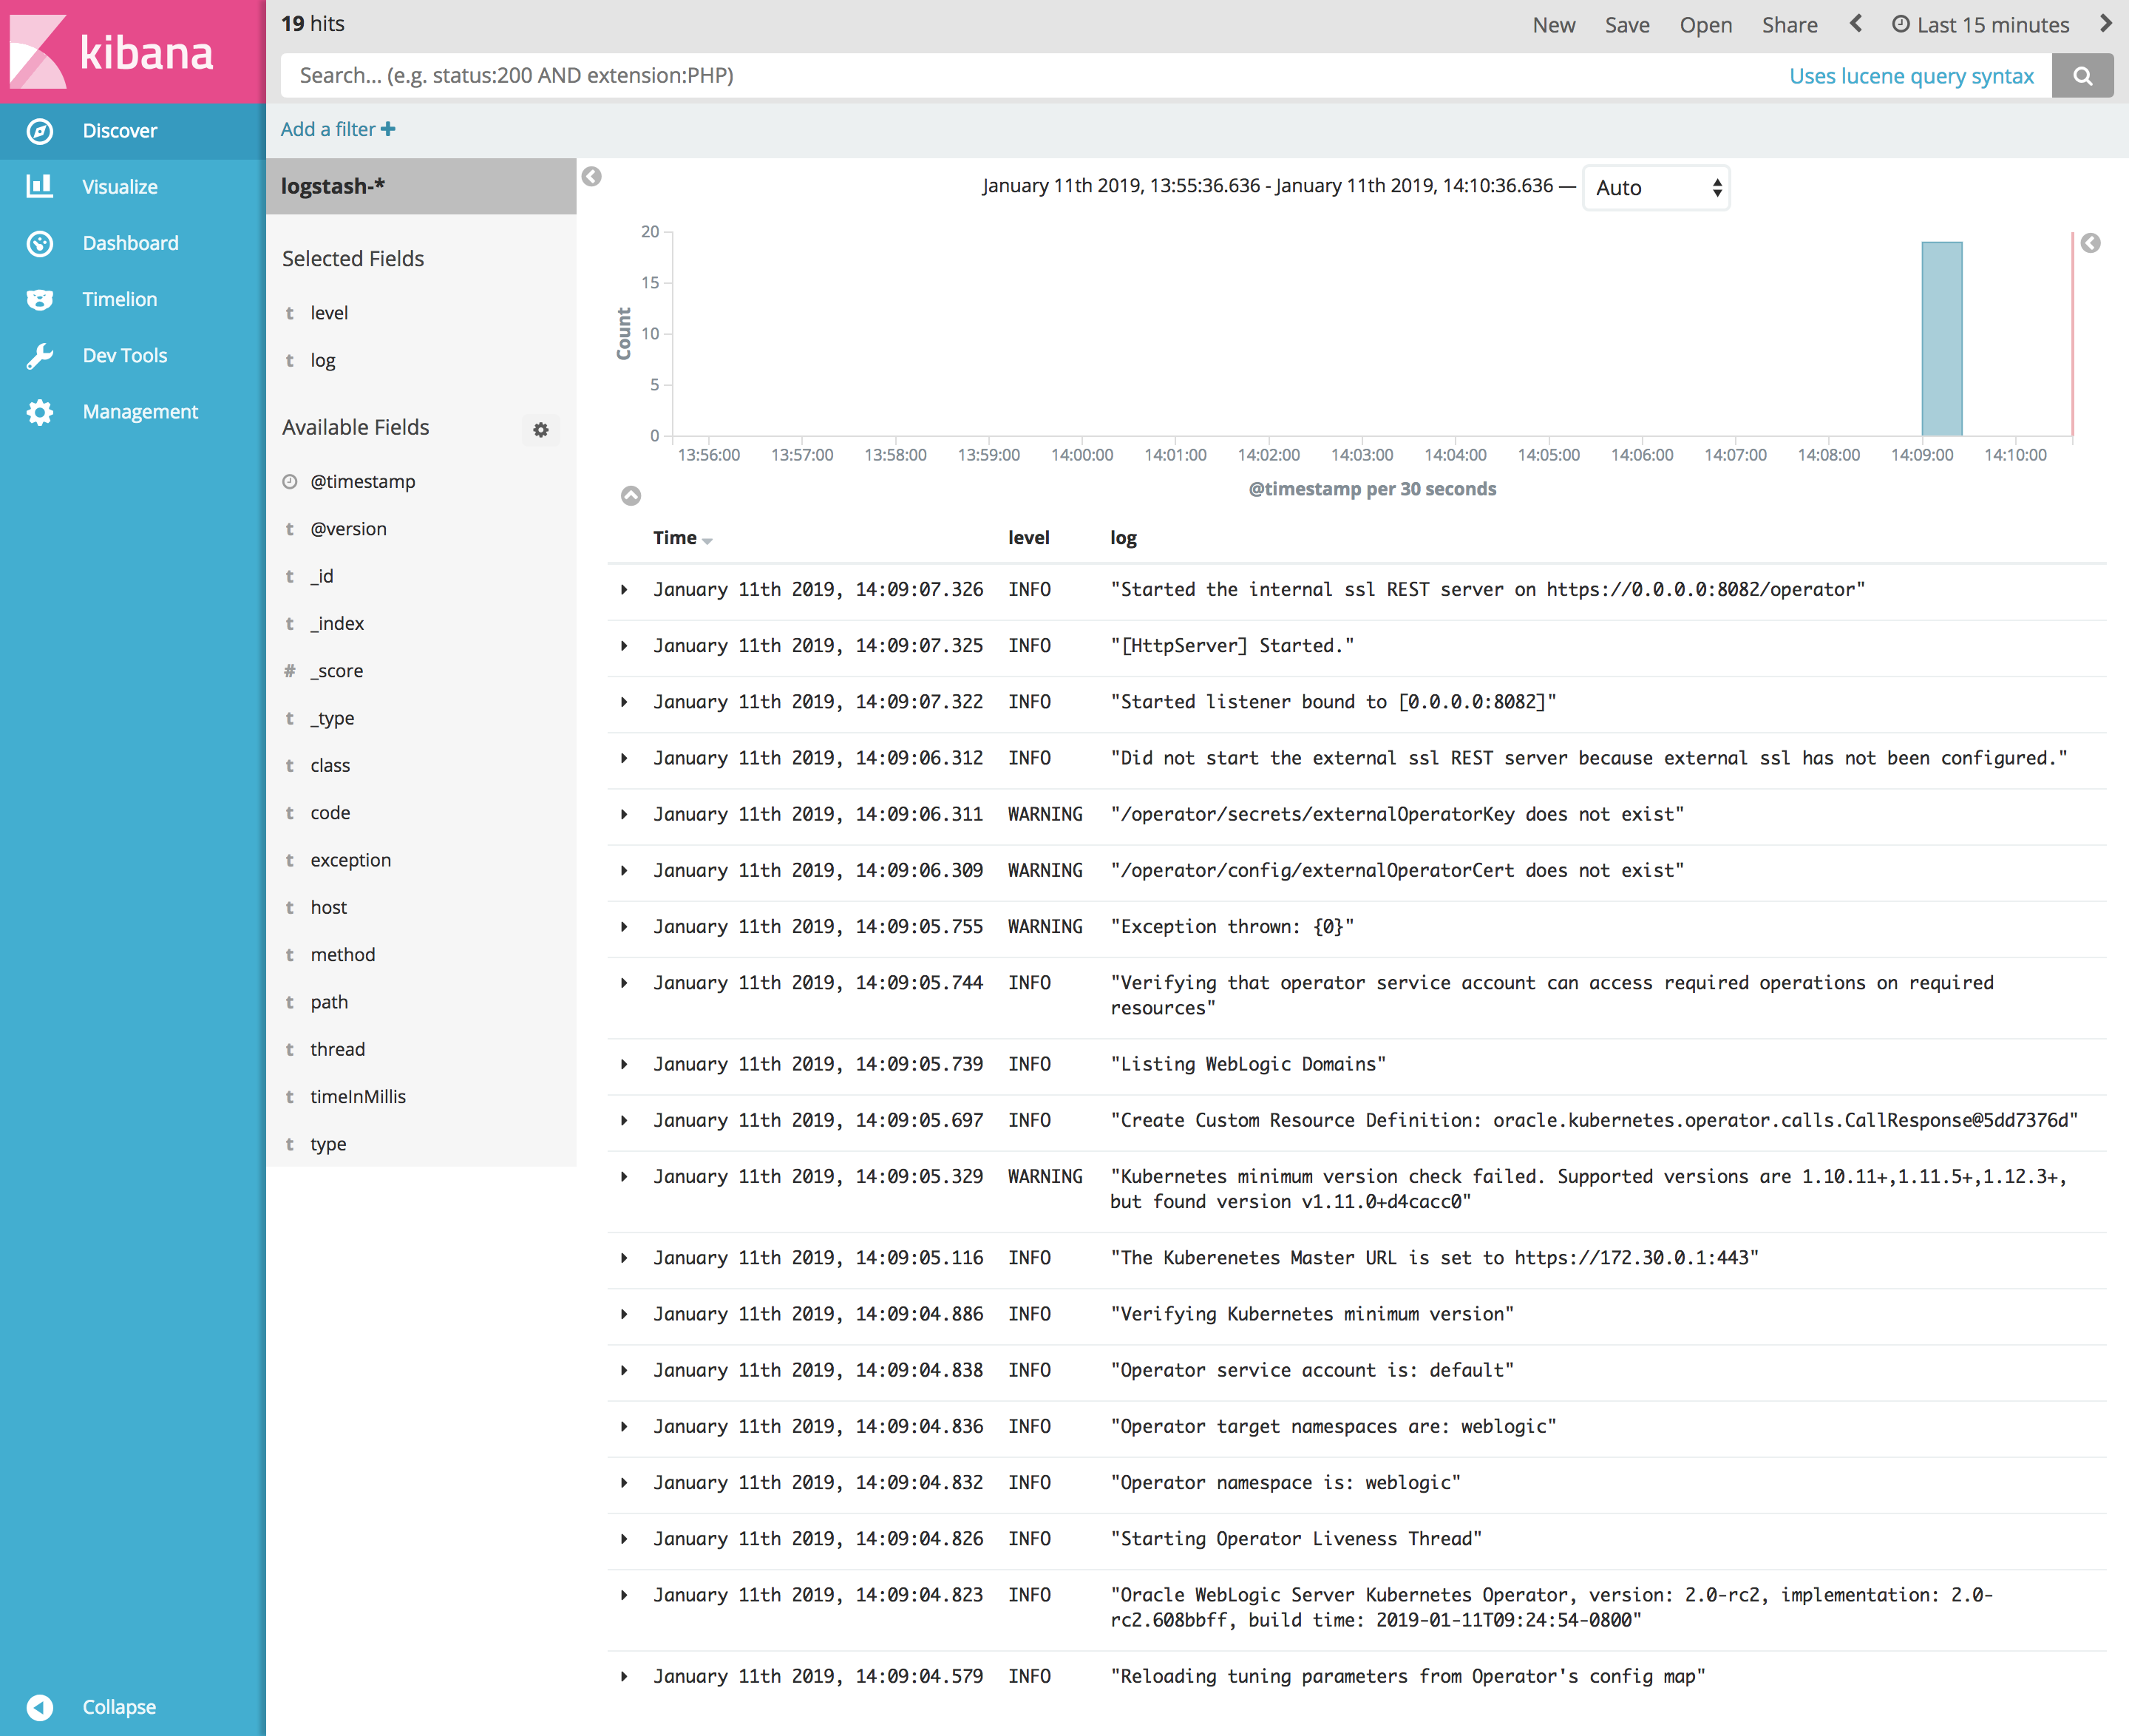 kibana
Discover
Visualize
Dashboard
Timelion
Dev Tools
Management
Collapse
19 hits
New Save Open Share Last 15 minutes
Search... (e.g. status:200 AND extension:PHP) Uses lucene query syntax
Add a filter
logstash-*
Selected Fields
t level
t log
Available Fields
@timestamp
t @version
t _id
t _index
# _score
t _type
t class
t code
t exception
t host
t method
t path
t thread
t timeInMillis
t type
January 11th 2019, 13:55:36.636 - January 11th 2019, 14:10:36.636 — Auto
Count
20
15
10
5
0
13:56:00 13:57:00 13:58:00 13:59:00 14:00:00 14:01:00 14:02:00 14:03:00 14:04:00 14:05:00 14:06:00 14:07:00 14:08:00 14:09:00 14:10:00
@timestamp per 30 seconds
Time level log
January 11th 2019, 14:09:07.326 INFO "Started the internal ssl REST server on https://0.0.0.0:8082/operator"
January 11th 2019, 14:09:07.325 INFO "[HttpServer] Started."
January 11th 2019, 14:09:07.322 INFO "Started listener bound to [0.0.0.0:8082]"
January 11th 2019, 14:09:06.312 INFO "Did not start the external ssl REST server because external ssl has not been configured."
January 11th 2019, 14:09:06.311 WARNING "/operator/secrets/externalOperatorKey does not exist"
January 11th 2019, 14:09:06.309 WARNING "/operator/config/externalOperatorCert does not exist"
January 11th 2019, 14:09:05.755 WARNING "Exception thrown: {0}"
January 11th 2019, 14:09:05.744 INFO "Verifying that operator service account can access required operations on required
resources"
January 11th 2019, 14:09:05.739 INFO "Listing WebLogic Domains"
January 11th 2019, 14:09:05.697 INFO "Create Custom Resource Definition: oracle.kubernetes.operator.calls.CallResponse@5dd7376d"
January 11th 2019, 14:09:05.329 WARNING "Kubernetes minimum version check failed. Supported versions are 1.10.11+,1.11.5+,1.12.3+,
but found version v1.11.0+d4cacc0"
January 11th 2019, 14:09:05.116 INFO "The Kuberenetes Master URL is set to https://172.30.0.1:443"
January 11th 2019, 14:09:04.886 INFO "Verifying Kubernetes minimum version"
January 11th 2019, 14:09:04.838 INFO "Operator service account is: default"
January 11th 2019, 14:09:04.836 INFO "Operator target namespaces are: weblogic"
January 11th 2019, 14:09:04.832 INFO "Operator namespace is: weblogic"
January 11th 2019, 14:09:04.826 INFO "Starting Operator Liveness Thread"
January 11th 2019, 14:09:04.823 INFO "Oracle WebLogic Server Kubernetes Operator, version: 2.0-rc2, implementation: 2.0-
rc2.608bbff, build time: 2019-01-11T09:24:54-0800"
January 11th 2019, 14:09:04.579 INFO "Reloading tuning parameters from Operator's config map"